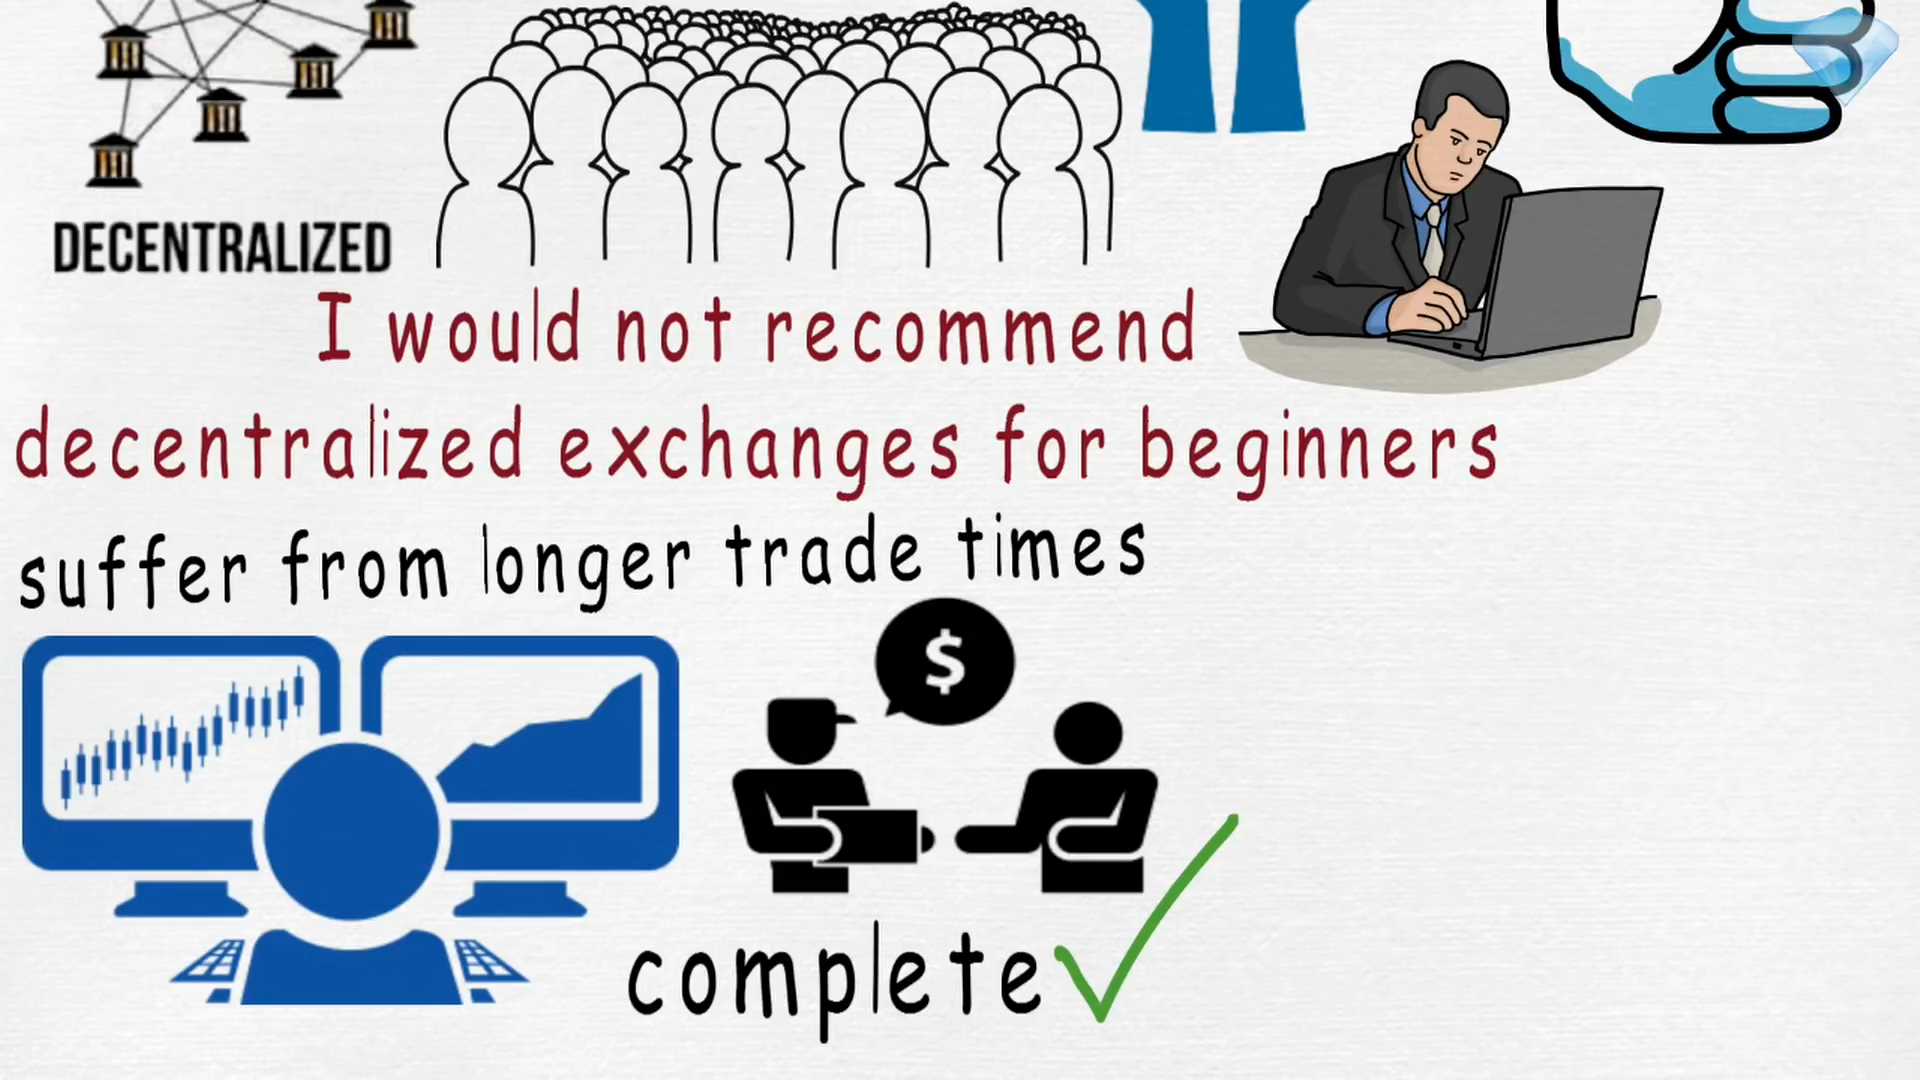 DECENTRALIZED
I would not recommend
decentralized exchanges for beginners
suffer from longer trade times
$
complete